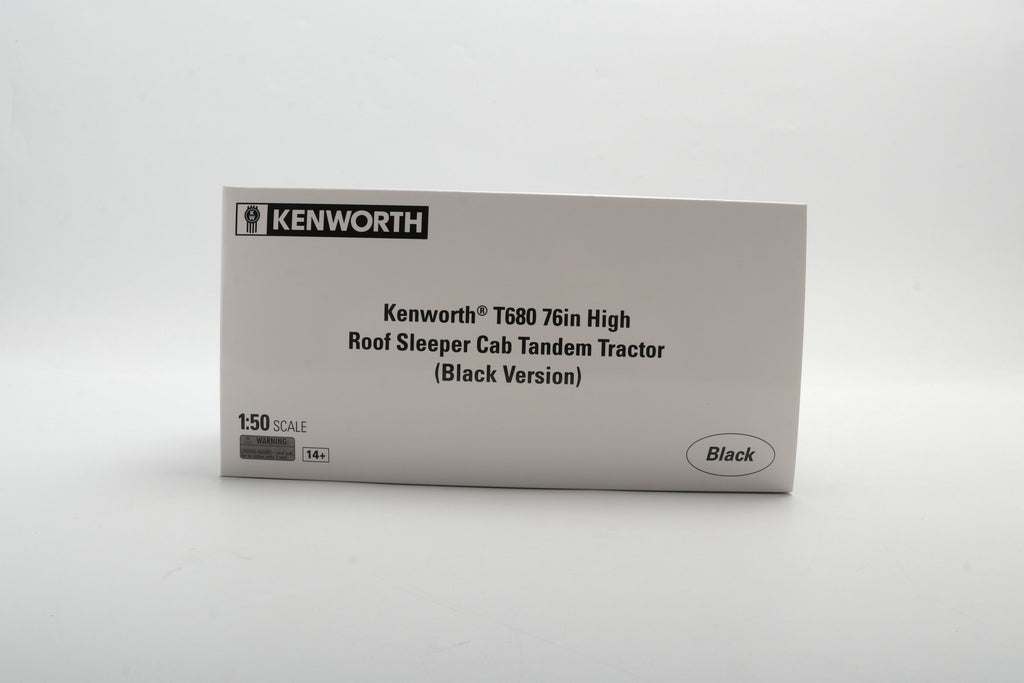 KENWORTH
Kenworth® T680 76in High
Roof Sleeper Cab Tandem Tractor
(Black Version)
1:50 SCALE
WARNING:
14+
Black